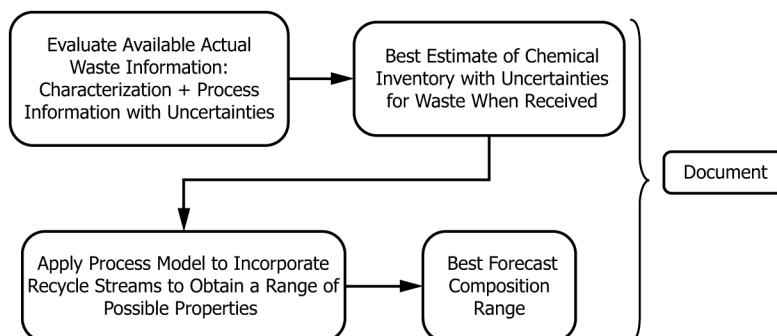 Evaluate Available Actual
Waste Information:
Characterization + Process
Information with Uncertainties
Best Estimate of Chemical
Inventory with Uncertainties
for Waste When Received
Document
Apply Process Model to Incorporate
Recycle Streams to Obtain a Range of
Possible Properties
Best Forecast
Composition
Range